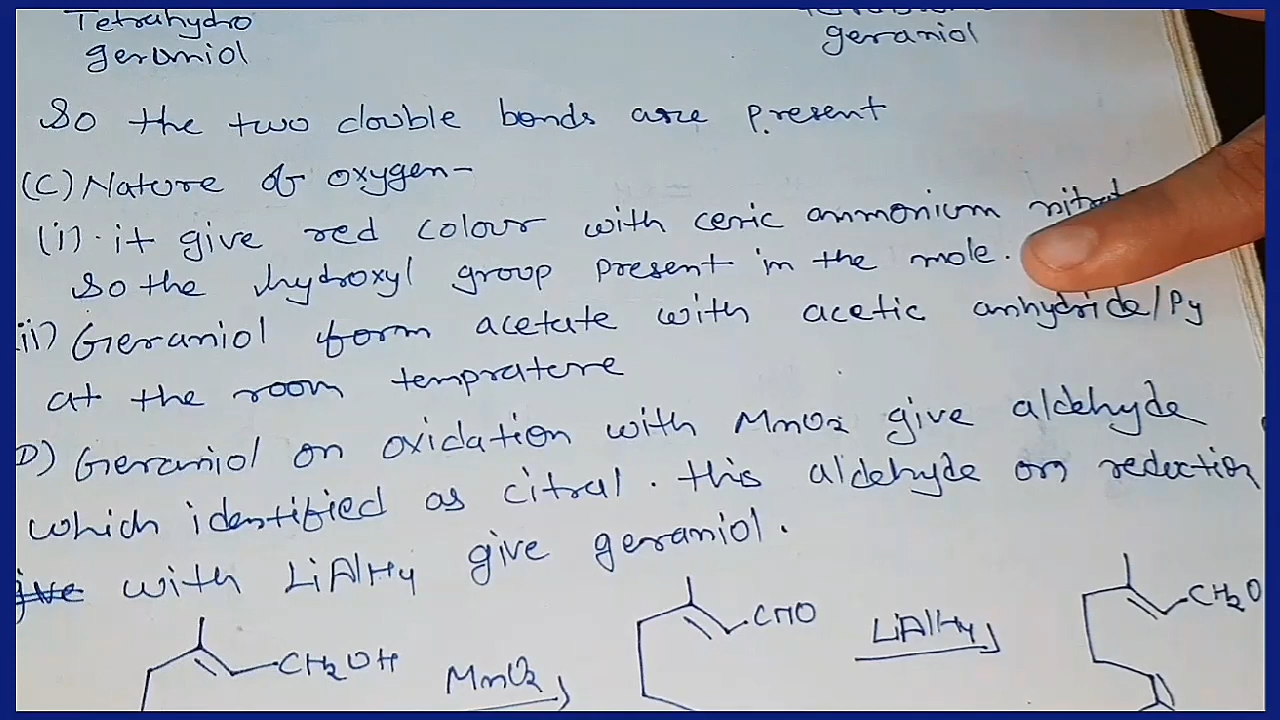 Tetrahydro
geraniol
geraniol
So the two double bonds are present
(C) Nature of oxygen-
(i). it give red colour with ceric ammonium
So the hydroxyl group present in the mole.
ii) Geraniol form acetate with acetic anhydride/Py
at the room temprature
D) Geraniol on oxidation with MnO2 give aldehyde
which identified as citral. this aldehyde on reduction
give with LiAlH4 give geraniol.
CH2OH MnO2 CHO LiAlH4 CH2O